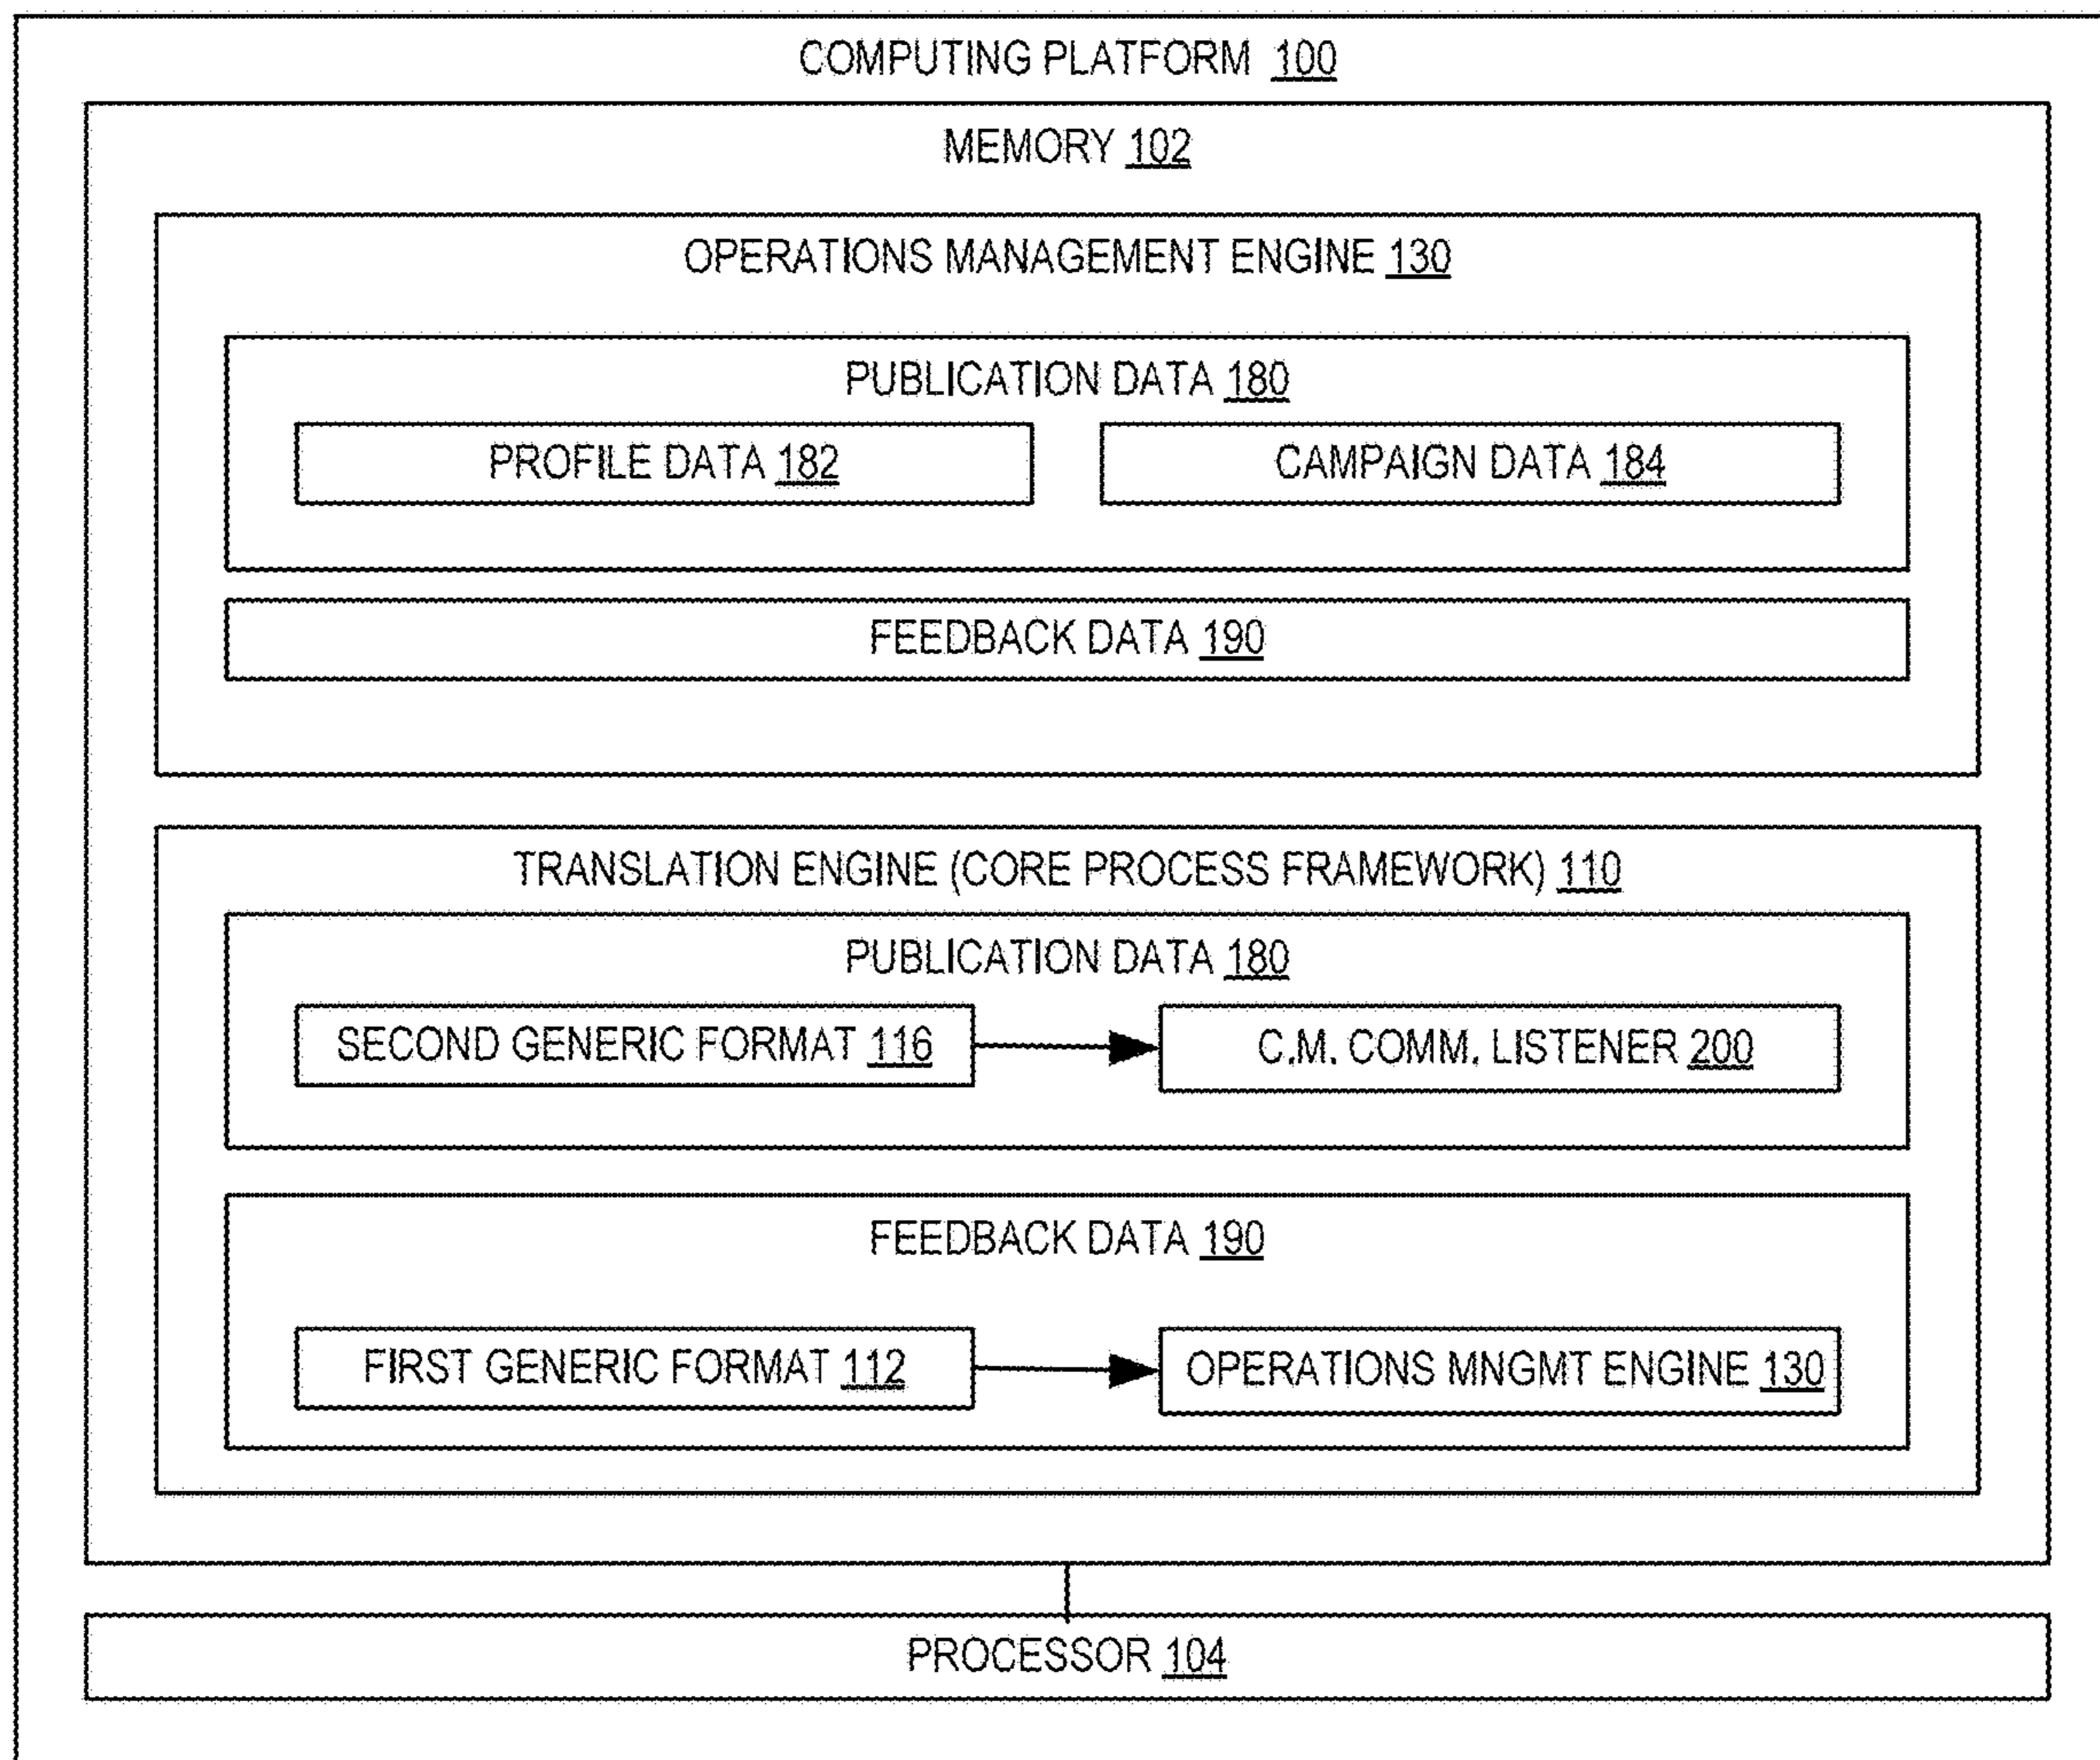 COMPUTING PLATFORM 100
MEMORY 102
OPERATIONS MANAGEMENT ENGINE 130
PUBLICATION DATA 180
PROFILE DATA 182
CAMPAIGN DATA 184
FEEDBACK DATA 190
TRANSLATION ENGINE (CORE PROCESS FRAMEWORK) 110
PUBLICATION DATA 180
SECOND GENERIC FORMAT 116
C.M. COMM. LISTENER 200
FEEDBACK DATA 190
FIRST GENERIC FORMAT 112
OPERATIONS MNGMT ENGINE 130
PROCESSOR 104